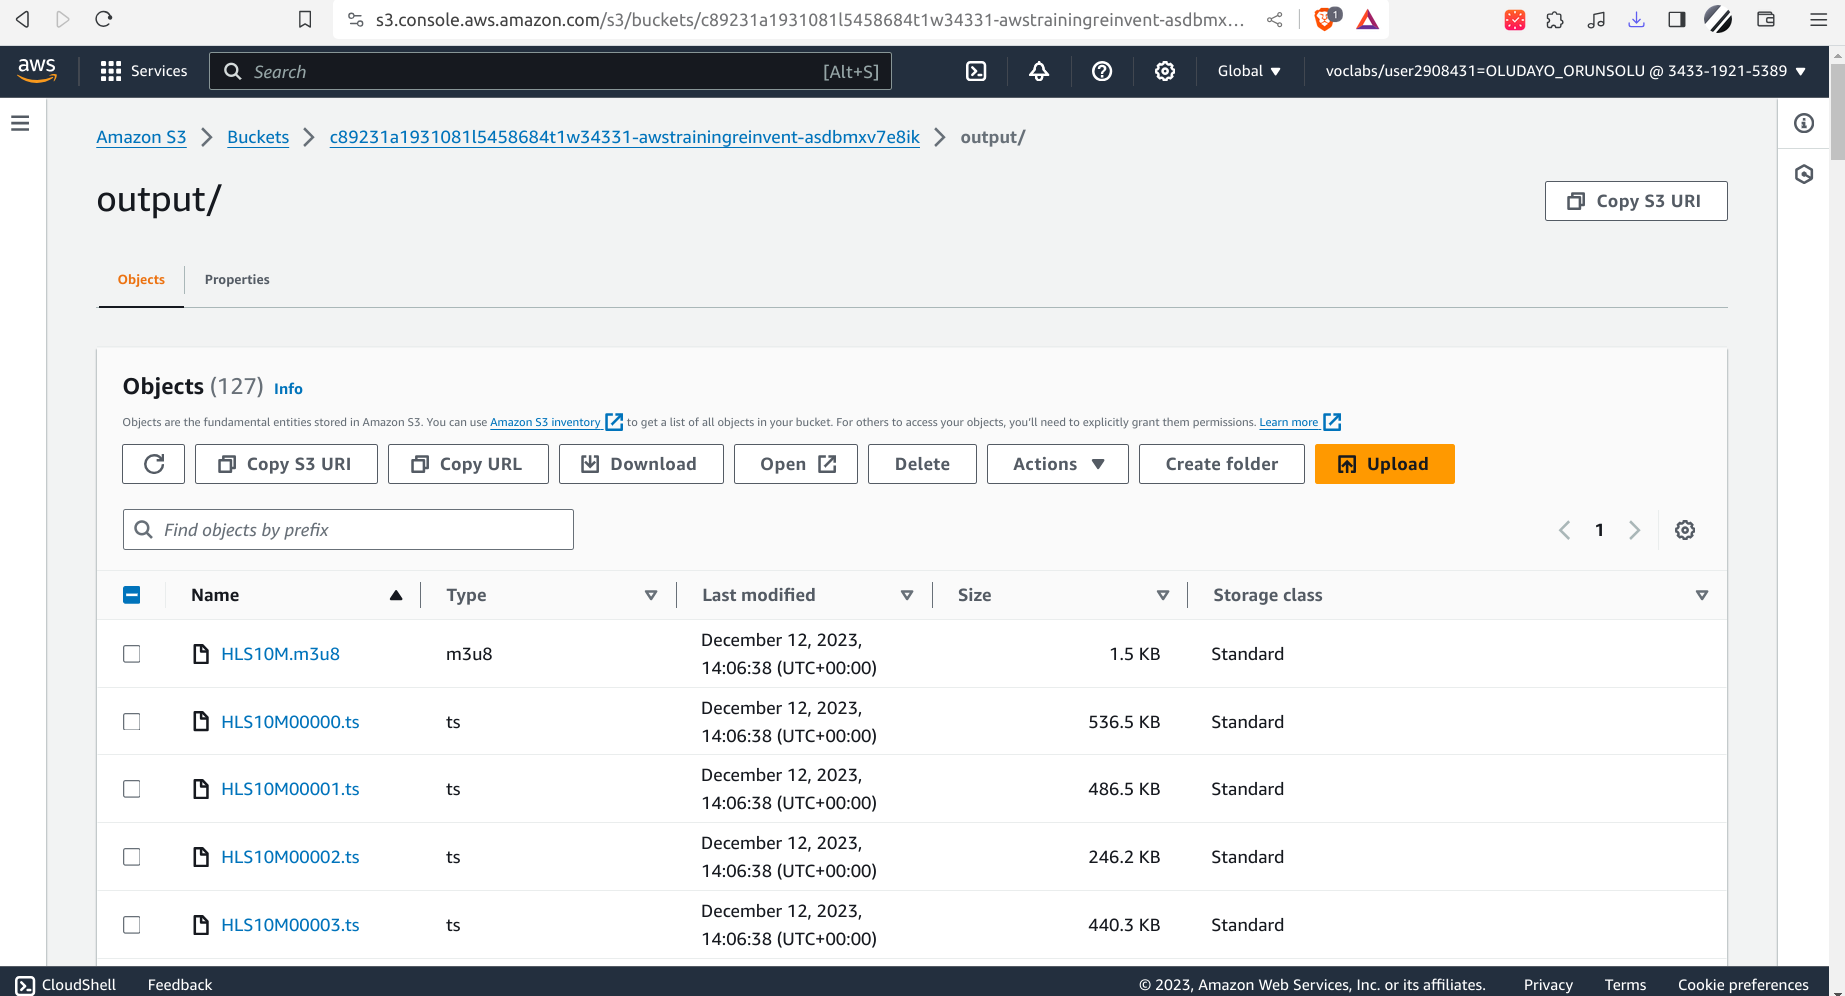 s3.console.aws.amazon.com/s3/buckets/c89231a1931081l5458684t1w34331-awstrainingreinvent-asdbmx... 1
aws Services Search [Alt+S] Global voclabs/user2908431=OLUDAYO_ORUNSOLU @ 3433-1921-5389
Amazon S3 Buckets c89231a1931081l5458684t1w34331-awstrainingreinvent-asdbmxv7e8ik output/
output/
Copy S3 URI
Objects Properties
Objects (127) Info
Objects are the fundamental entities stored in Amazon S3. You can use Amazon S3 inventory to get a list of all objects in your bucket. For others to access your objects, you'll need to explicitly grant them permissions. Learn more
Copy S3 URI Copy URL Download Open Delete Actions Create folder Upload
Find objects by prefix 1
Name Type Last modified Size Storage class
HLS10M.m3u8 m3u8 December 12, 2023, 14:06:38 (UTC+00:00) 1.5 KB Standard
HLS10M00000.ts ts December 12, 2023, 14:06:38 (UTC+00:00) 536.5 KB Standard
HLS10M00001.ts ts December 12, 2023, 14:06:38 (UTC+00:00) 486.5 KB Standard
HLS10M00002.ts ts December 12, 2023, 14:06:38 (UTC+00:00) 246.2 KB Standard
HLS10M00003.ts ts December 12, 2023, 14:06:38 (UTC+00:00) 440.3 KB Standard
CloudShell Feedback © 2023, Amazon Web Services, Inc. or its affiliates. Privacy Terms Cookie preferences